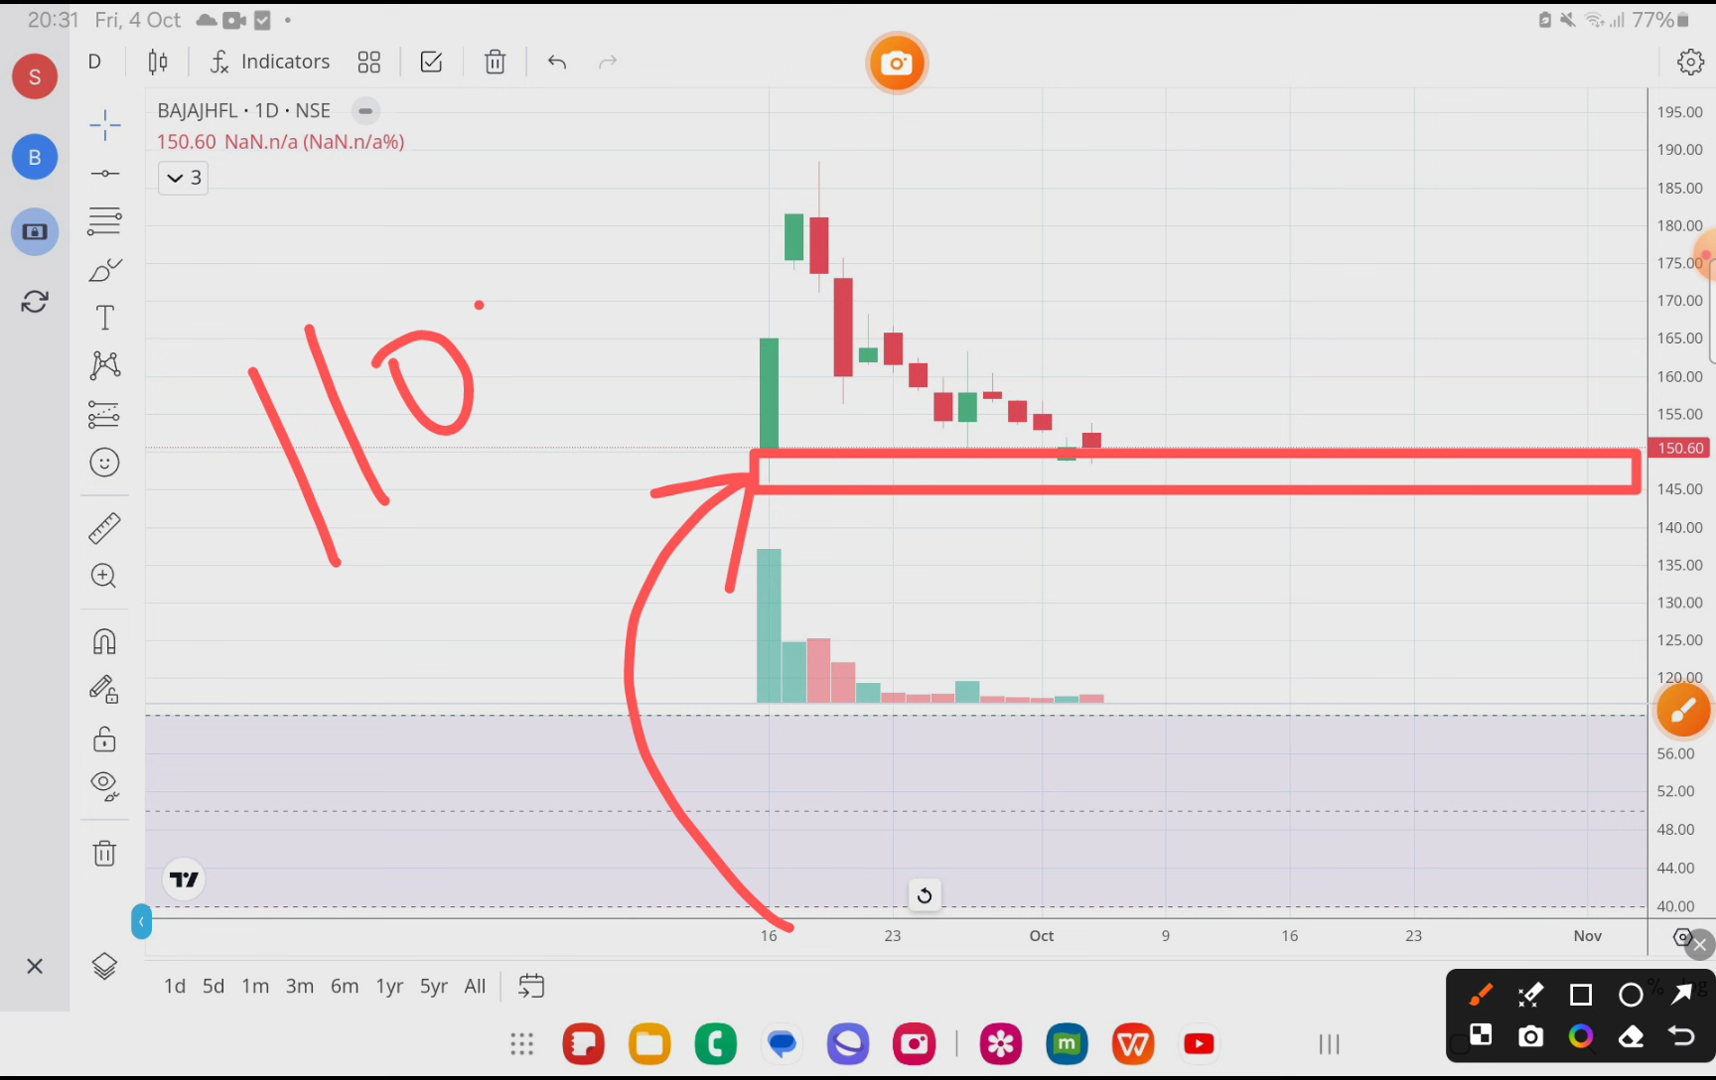 20:31 Fri, 4 Oct
77%
S
D
Indicators
B
BAJAJHFL · 1D · NSE
150.60 NaN.n/a (NaN.n/a%)
3
110
195.00
190.00
185.00
180.00
175.00
170.00
165.00
160.00
155.00
150.60
145.00
140.00
135.00
130.00
125.00
120.00
56.00
52.00
48.00
44.00
40.00
16 23 Oct 9 16 23 Nov
1d 5d 1m 3m 6m 1yr 5yr All
%
m